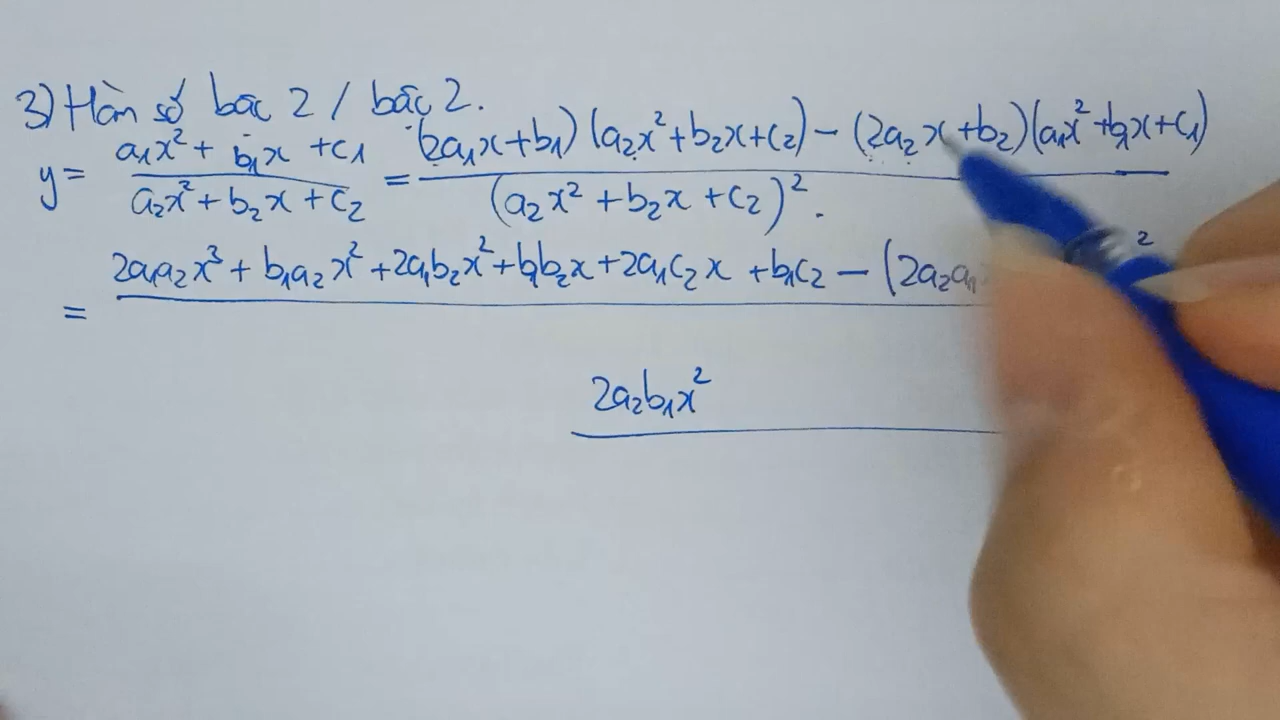 3) Hàm số bậc 2 / bậc 2.
y = (a₁x² + b₁x + c₁)/(a₂x² + b₂x + c₂) = ((2a₁x + b₁)(a₂x² + b₂x + c₂) − (2a₂x + b₂)(a₁x² + b₁x + c₁))/(a₂x² + b₂x + c₂)².
= 2a₁a₂x³ + b₁a₂x² + 2a₁b₂x² + b₁b₂x + 2a₁c₂x + b₁c₂ − (2a₂a₁ ²
2a₂b₁x²